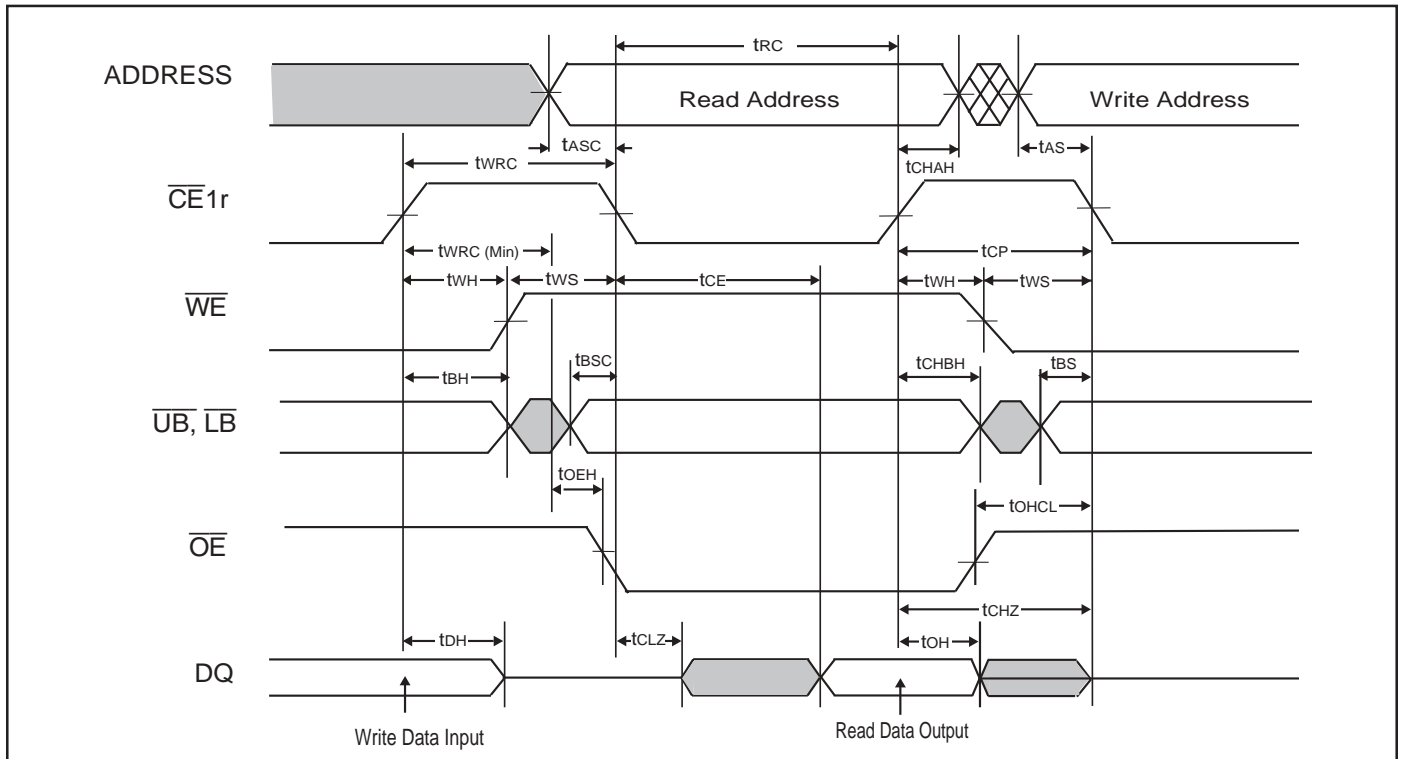 tRC
ADDRESS
Read Address
Write Address
tASC
tAS
tWRC
tCHAH
CE1r
tWRC (Min)
tCP
tWH
tWS
tCE
tWH
tWS
WE
tBSC
tCHBH
tBS
tBH
UB, LB
tOEH
tOHCL
OE
tCHZ
tDH
tCLZ
tOH
DQ
Write Data Input
Read Data Output